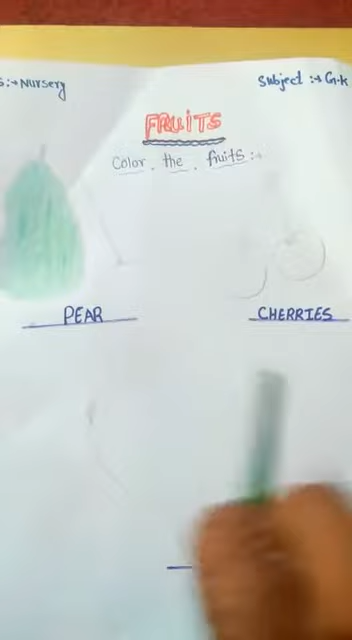 s:→ Nursery
Subject :→ G.k
FRUiTS
Color the fruits :→
PEAR
CHERRIES